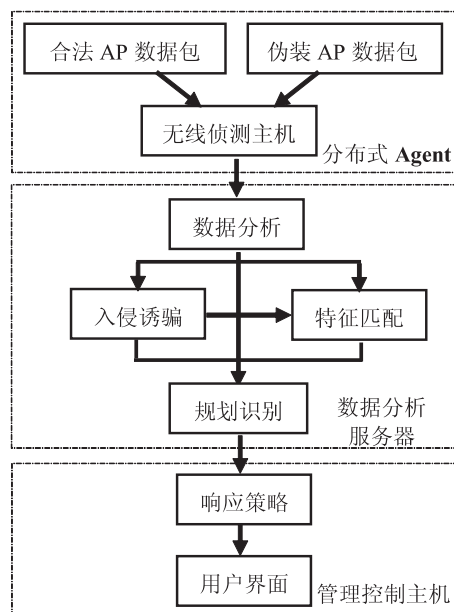 合法 AP 数据包
伪装 AP 数据包
无线侦测主机
分布式 Agent
数据分析
入侵诱骗
特征匹配
规划识别
数据分析
服务器
响应策略
用户界面
管理控制主机